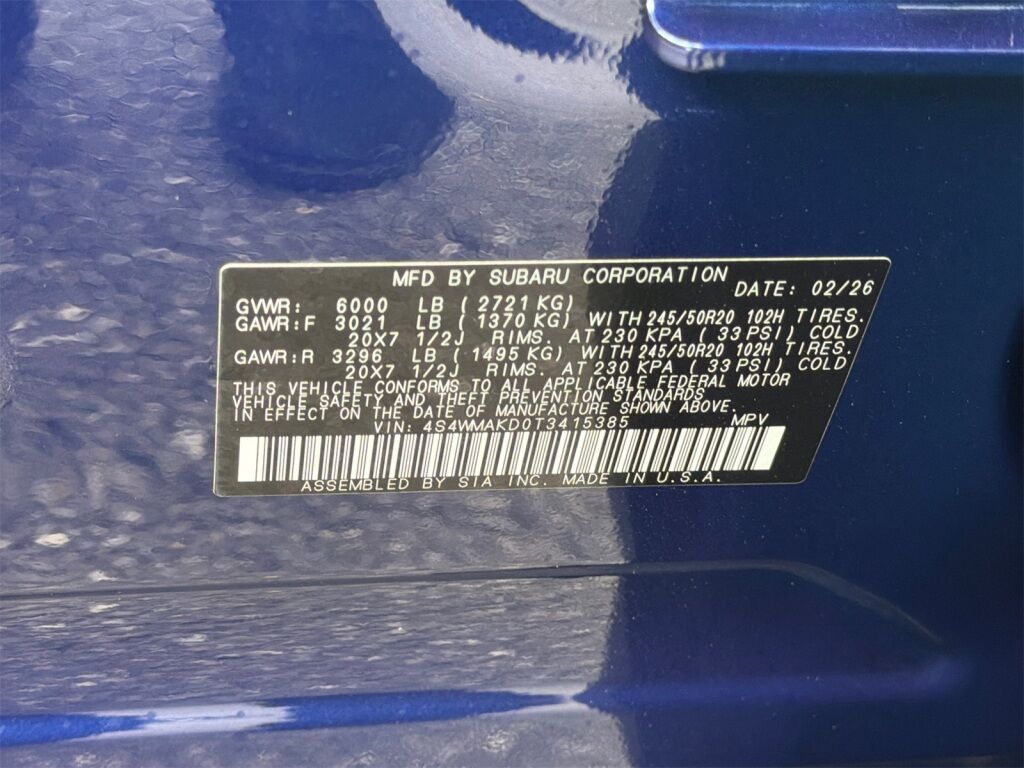 MFD BY SUBARU CORPORATION DATE: 02/26
GVWR: 6000 LB ( 2721 KG)
GAWR:F 3021 LB ( 1370 KG) WITH 245/50R20 102H TIRES.
20X7 1/2J RIMS. AT 230 KPA ( 33 PSI) COLD
GAWR:R 3296 LB ( 1495 KG) WITH 245/50R20 102H TIRES.
20X7 1/2J RIMS. AT 230 KPA ( 33 PSI) COLD
THIS VEHICLE CONFORMS TO ALL APPLICABLE FEDERAL MOTOR
VEHICLE SAFETY AND THEFT PREVENTION STANDARDS
IN EFFECT ON THE DATE OF MANUFACTURE SHOWN ABOVE.
VIN: 4S4WMAKD0T3415385 MPV
ASSEMBLED BY SIA INC. MADE IN U.S.A.